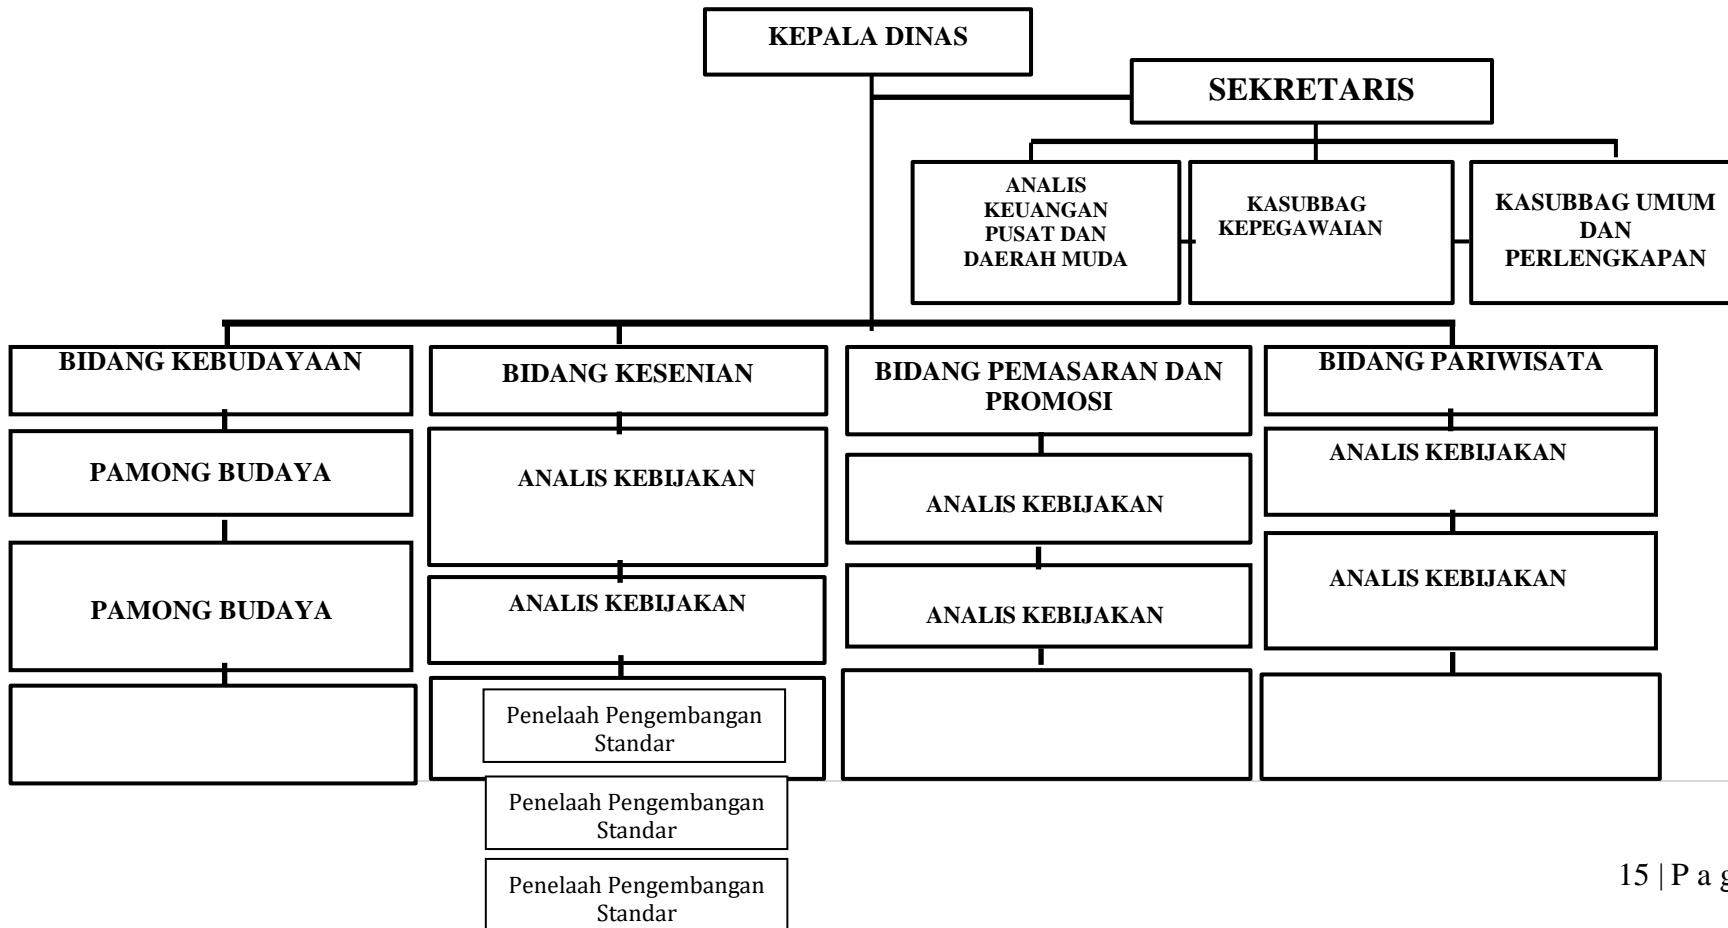 KEPALA DINAS
SEKRETARIS
ANALIS
KEUANGAN
PUSAT DAN
DAERAH MUDA
KASUBBAG
KEPEGAWAIAN
KASUBBAG UMUM
DAN
PERLENGKAPAN
BIDANG KEBUDAYAAN
BIDANG KESENIAN
BIDANG PEMASARAN DAN
PROMOSI
BIDANG PARIWISATA
PAMONG BUDAYA
ANALIS KEBIJAKAN
ANALIS KEBIJAKAN
ANALIS KEBIJAKAN
PAMONG BUDAYA
ANALIS KEBIJAKAN
ANALIS KEBIJAKAN
ANALIS KEBIJAKAN
Penelaah Pengembangan
Standar
Penelaah Pengembangan
Standar
Penelaah Pengembangan
Standar
15 | P a g